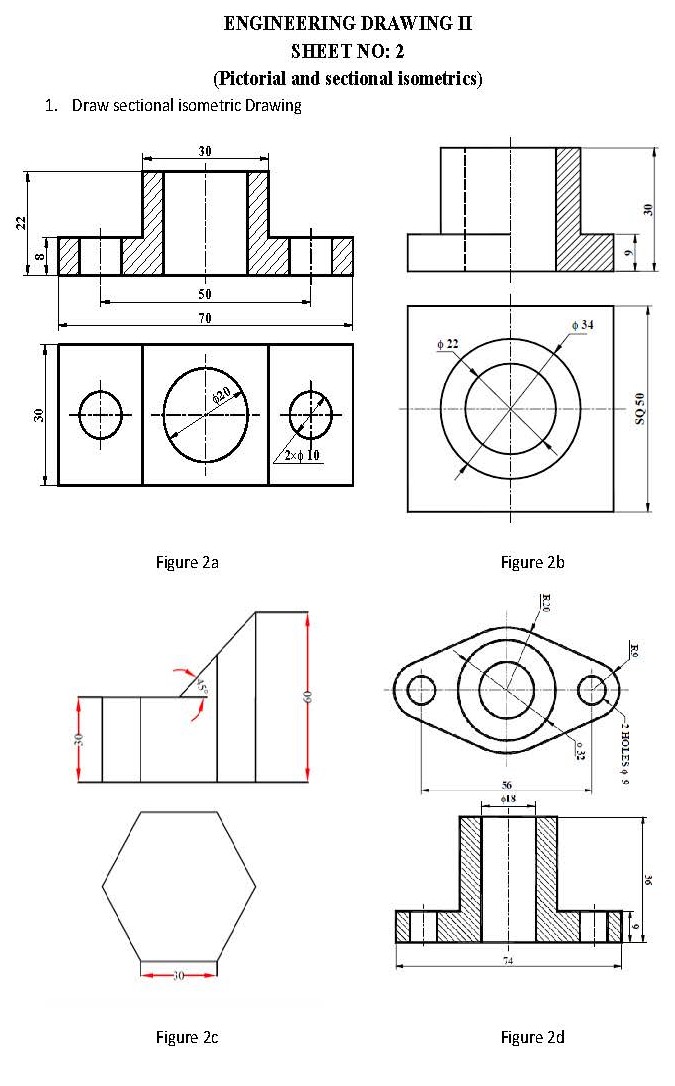 ENGINEERING DRAWING II
SHEET NO: 2
(Pictorial and sectional isometrics)
1. Draw sectional isometric Drawing
30
22
8
50
70
30
ϕ20
2×ϕ 10
30
9
ϕ 22
ϕ 34
SQ 50
Figure 2a
Figure 2b
45°
30
60
30
R20
R9
2 HOLES ϕ 9
ϕ 32
56
ϕ18
36
9
74
Figure 2c
Figure 2d